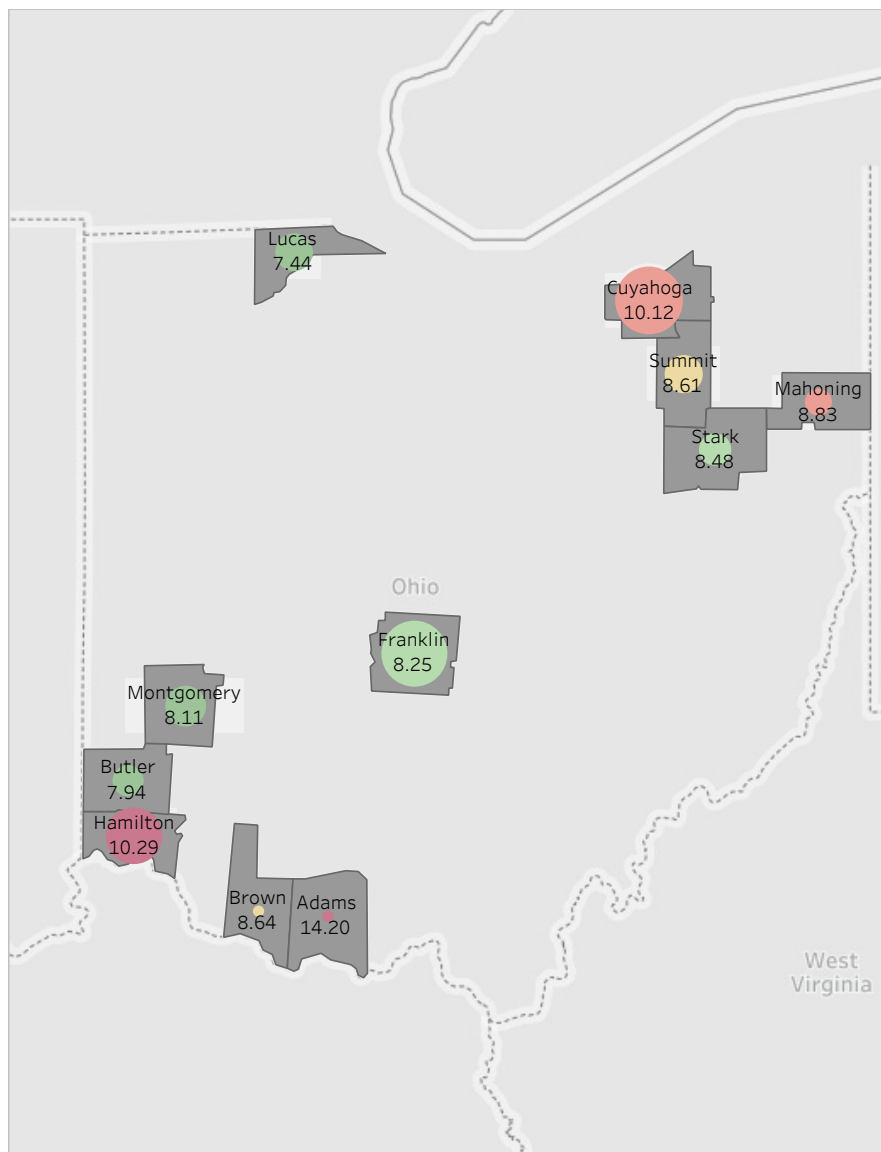 Lucas
7.44
Cuyahoga
10.12
Summit
8.61
Mahoning
8.83
Stark
8.48
Ohio
Franklin
8.25
Montgomery
8.11
Butler
7.94
Hamilton
10.29
Brown
8.64
Adams
14.20
West
Virginia